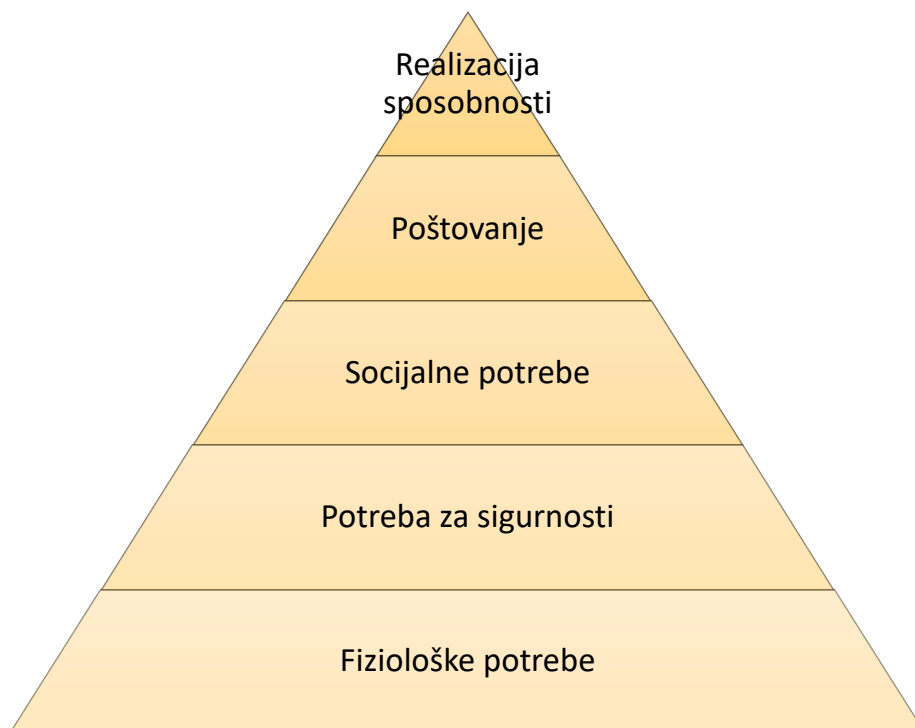 Realizacija
sposobnosti
Poštovanje
Socijalne potrebe
Potreba za sigurnosti
Fiziološke potrebe